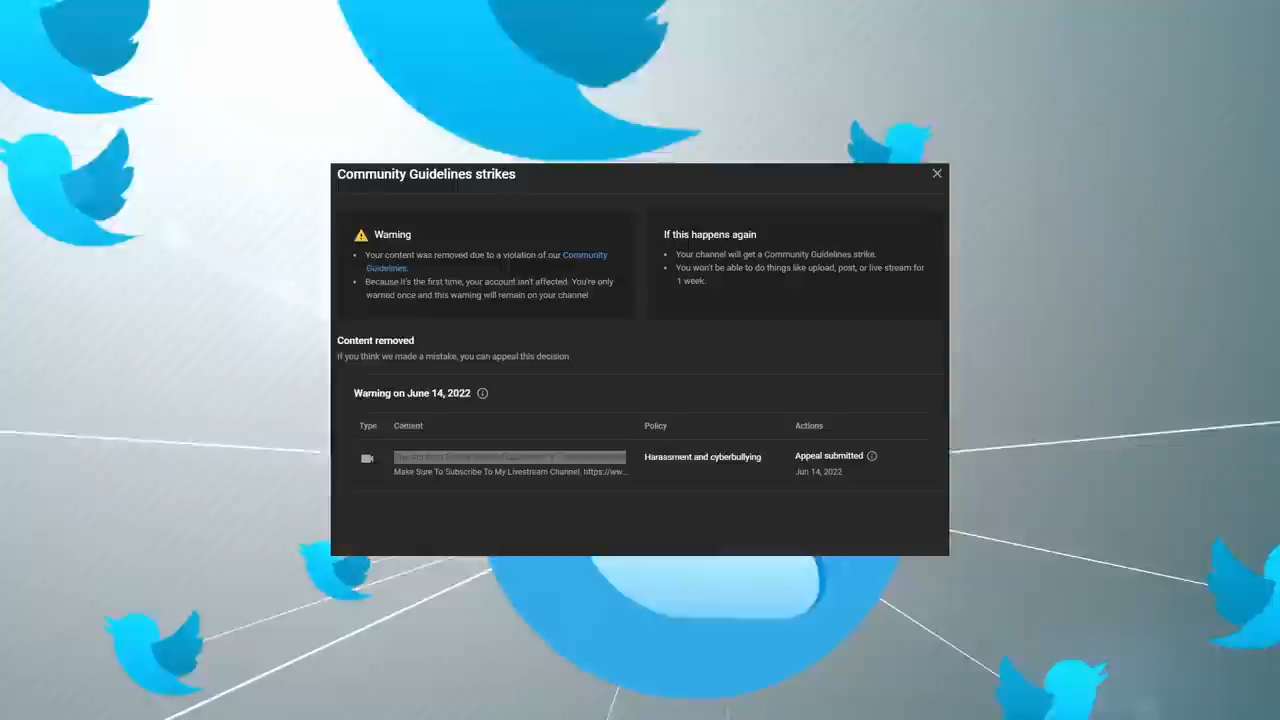 Community Guidelines strikes
Warning
Your content was removed due to a violation of our Community
Guidelines.
Because it's the first time, your account isn't affected. You're only
warned once and this warning will remain on your channel
If this happens again
Your channel will get a Community Guidelines strike.
You won't be able to do things like upload, post, or live stream for
1 week.
Content removed
If you think we made a mistake, you can appeal this decision
Warning on June 14, 2022
Type Content Policy Actions
Harassment and cyberbullying Appeal submitted
Make Sure To Subscribe To My Livestream Channel: https://ww... Jun 14, 2022